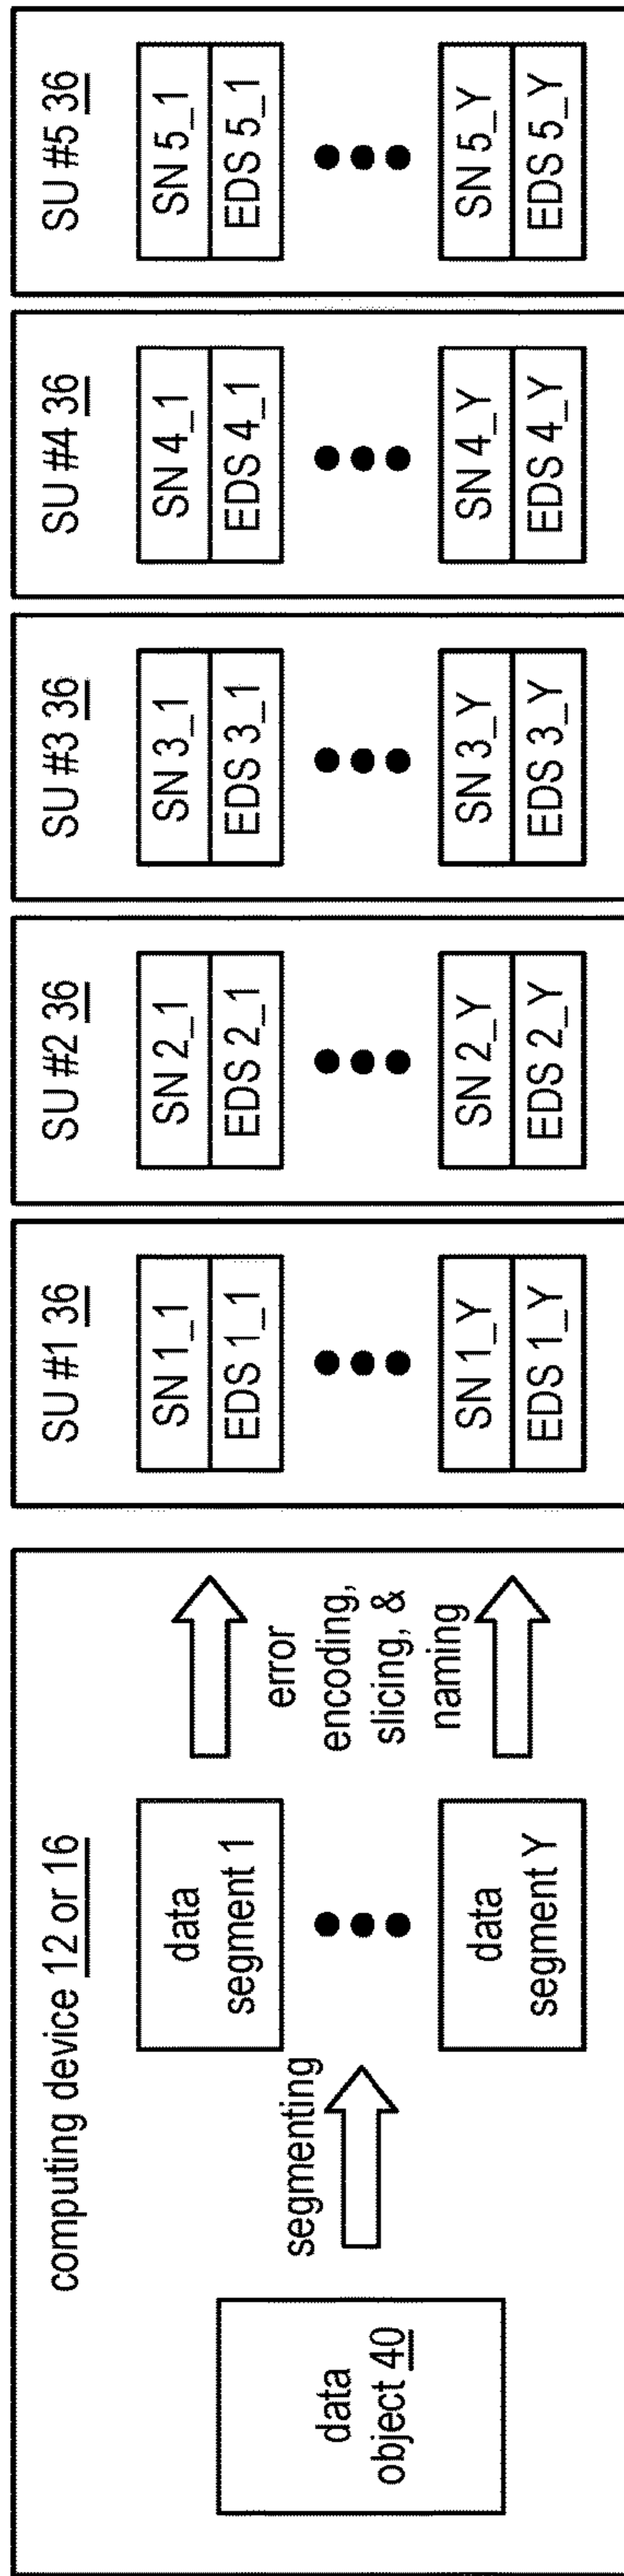 computing device 12 or 16
data
object 40
segmenting
data
segment 1
data
segment Y
error
encoding,
slicing, &
naming
SU #1 36
SN 1_1
EDS 1_1
SN 1_Y
EDS 1_Y
SU #2 36
SN 2_1
EDS 2_1
SN 2_Y
EDS 2_Y
SU #3 36
SN 3_1
EDS 3_1
SN 3_Y
EDS 3_Y
SU #4 36
SN 4_1
EDS 4_1
SN 4_Y
EDS 4_Y
SU #5 36
SN 5_1
EDS 5_1
SN 5_Y
EDS 5_Y